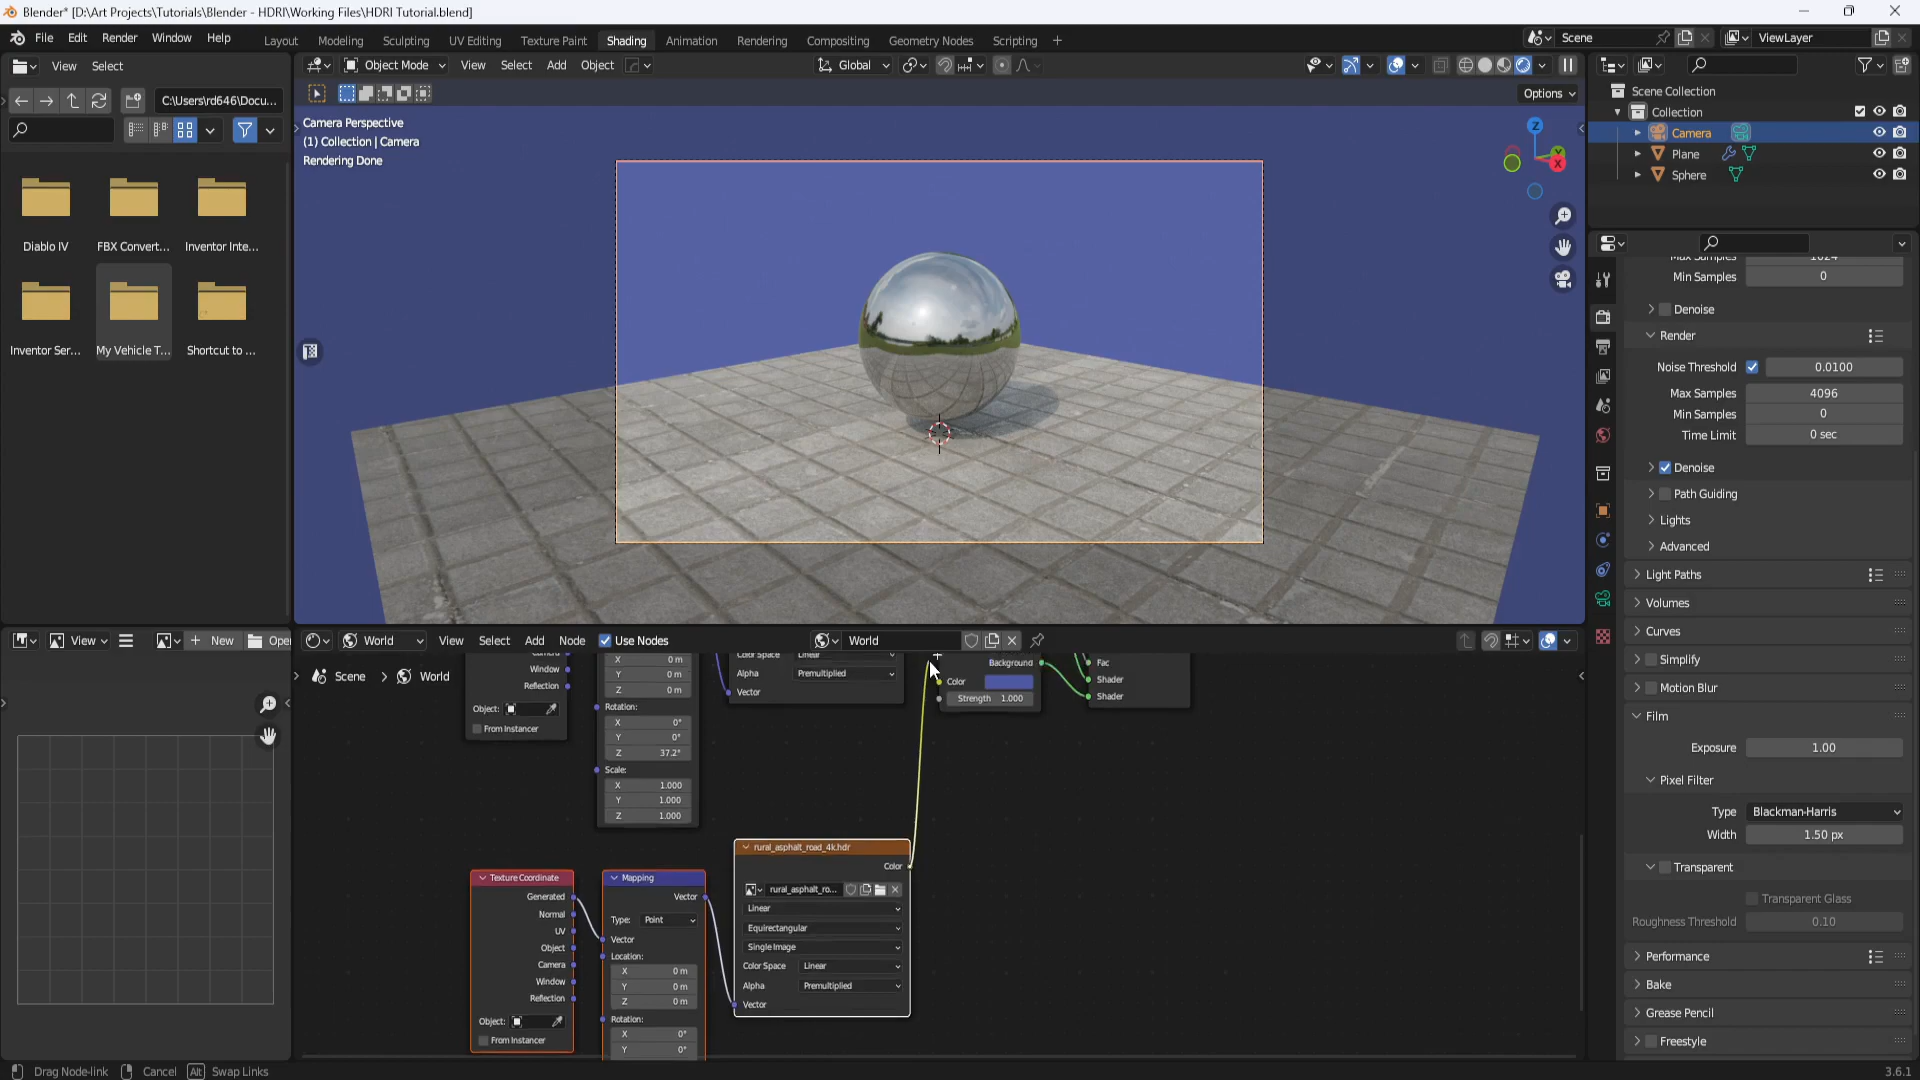 Blender* [D:\Art Projects\Tutorials\Blender - HDRI\Working Files\HDRI Tutorial.blend]
File Edit Render Window Help
Layout Modeling Sculpting UV Editing Texture Paint Shading Animation Rendering Compositing Geometry Nodes Scripting +
Scene
ViewLayer
View Select
Object Mode View Select Add Object
Global
C:\Users\rd646\Docu...
Options
Diablo IV
FBX Convert...
Inventor Inte...
Inventor Ser...
My Vehicle T...
Shortcut to ...
Camera Perspective
(1) Collection | Camera
Rendering Done
Z
Y
X
Scene Collection
Collection
Camera
Plane
Sphere
Min Samples 0
Denoise
Render
Noise Threshold 0.0100
Max Samples 4096
Min Samples 0
Time Limit 0 sec
Denoise
Path Guiding
Lights
Advanced
Light Paths
Volumes
Curves
Simplify
Motion Blur
Film
Exposure 1.00
Pixel Filter
Type Blackman-Harris
Width 1.50 px
Transparent
Transparent Glass
Roughness Threshold 0.10
Performance
Bake
Grease Pencil
Freestyle
View
+ New
Open
World View Select Add Node Use Nodes
World
Scene > World
Window
Reflection
Object:
From Instancer
X 0 m
Y 0 m
Z 0 m
Rotation:
X 0°
Y 0°
Z 37.2°
Scale:
X 1.000
Y 1.000
Z 1.000
Color Space Linear
Alpha Premultiplied
Vector
Background
Color
Strength 1.000
Fac
Shader
Shader
Texture Coordinate
Generated
Normal
UV
Object
Camera
Window
Reflection
Object:
From Instancer
Mapping
Vector
Type: Point
Vector
Location:
X 0 m
Y 0 m
Z 0 m
Rotation:
X 0°
Y 0°
rural_asphalt_road_4k.hdr
Color
rural_asphalt_ro...
Linear
Equirectangular
Single Image
Color Space Linear
Alpha Premultiplied
Vector
Drag Node-link Cancel Alt Swap Links
3.6.1